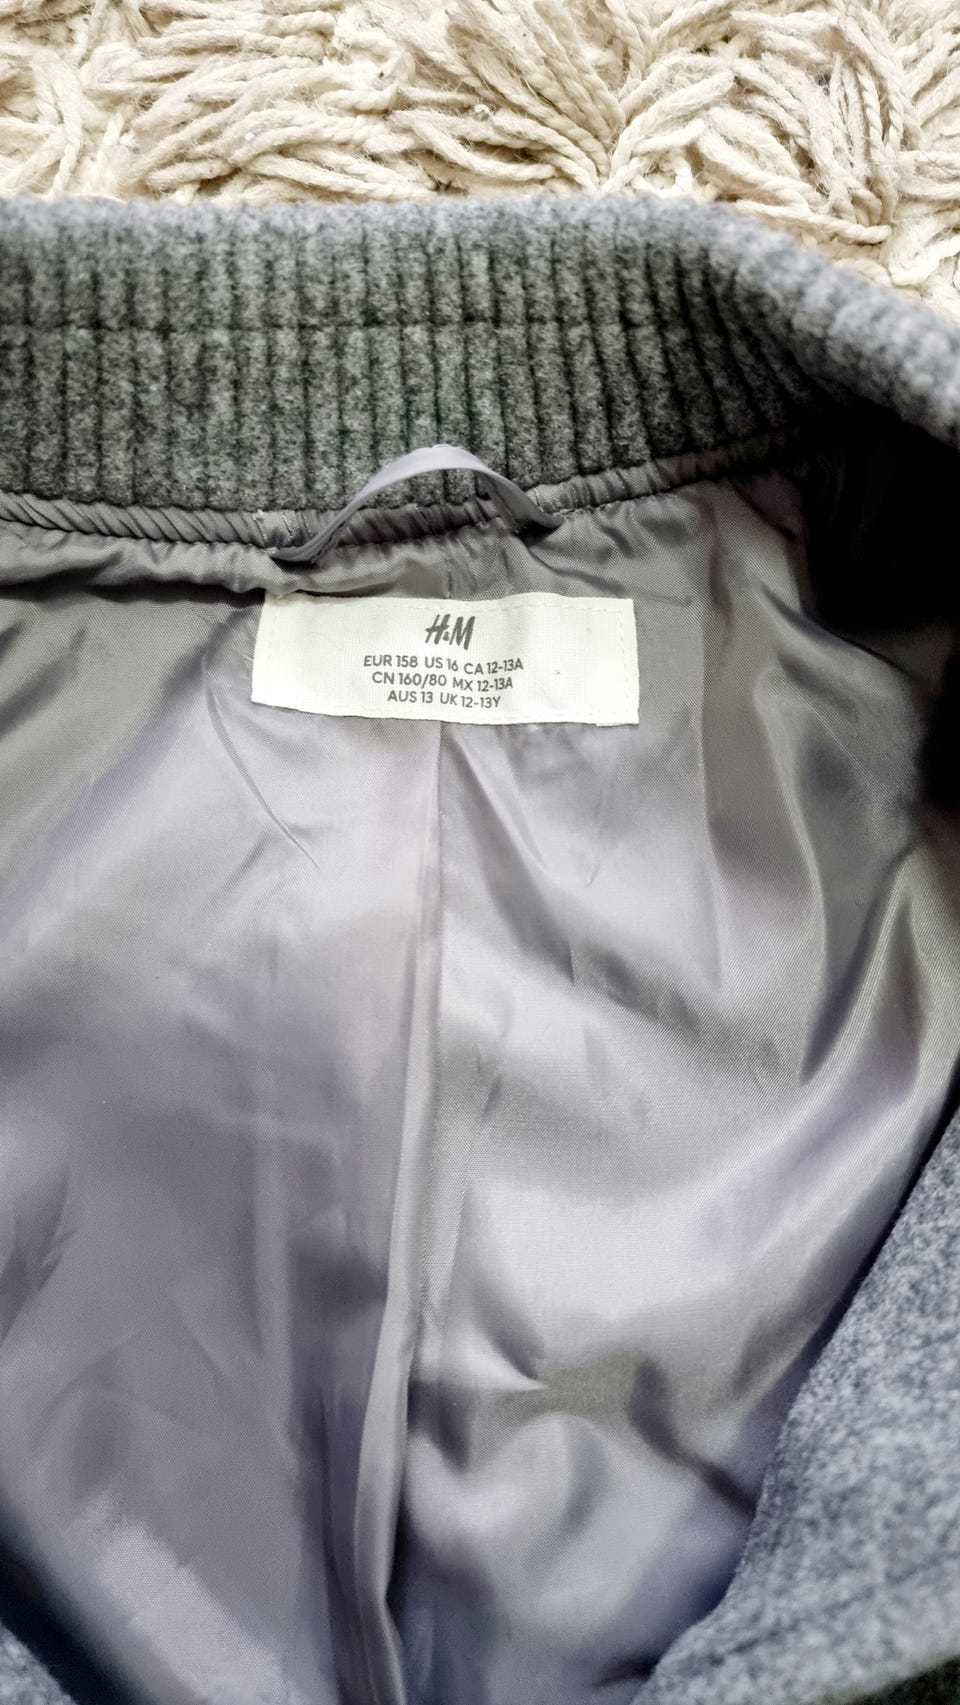 H&M
EUR 158 US 16 CA 12-13A
CN 160/80 MX 12-13A
AUS 13 UK 12-13Y